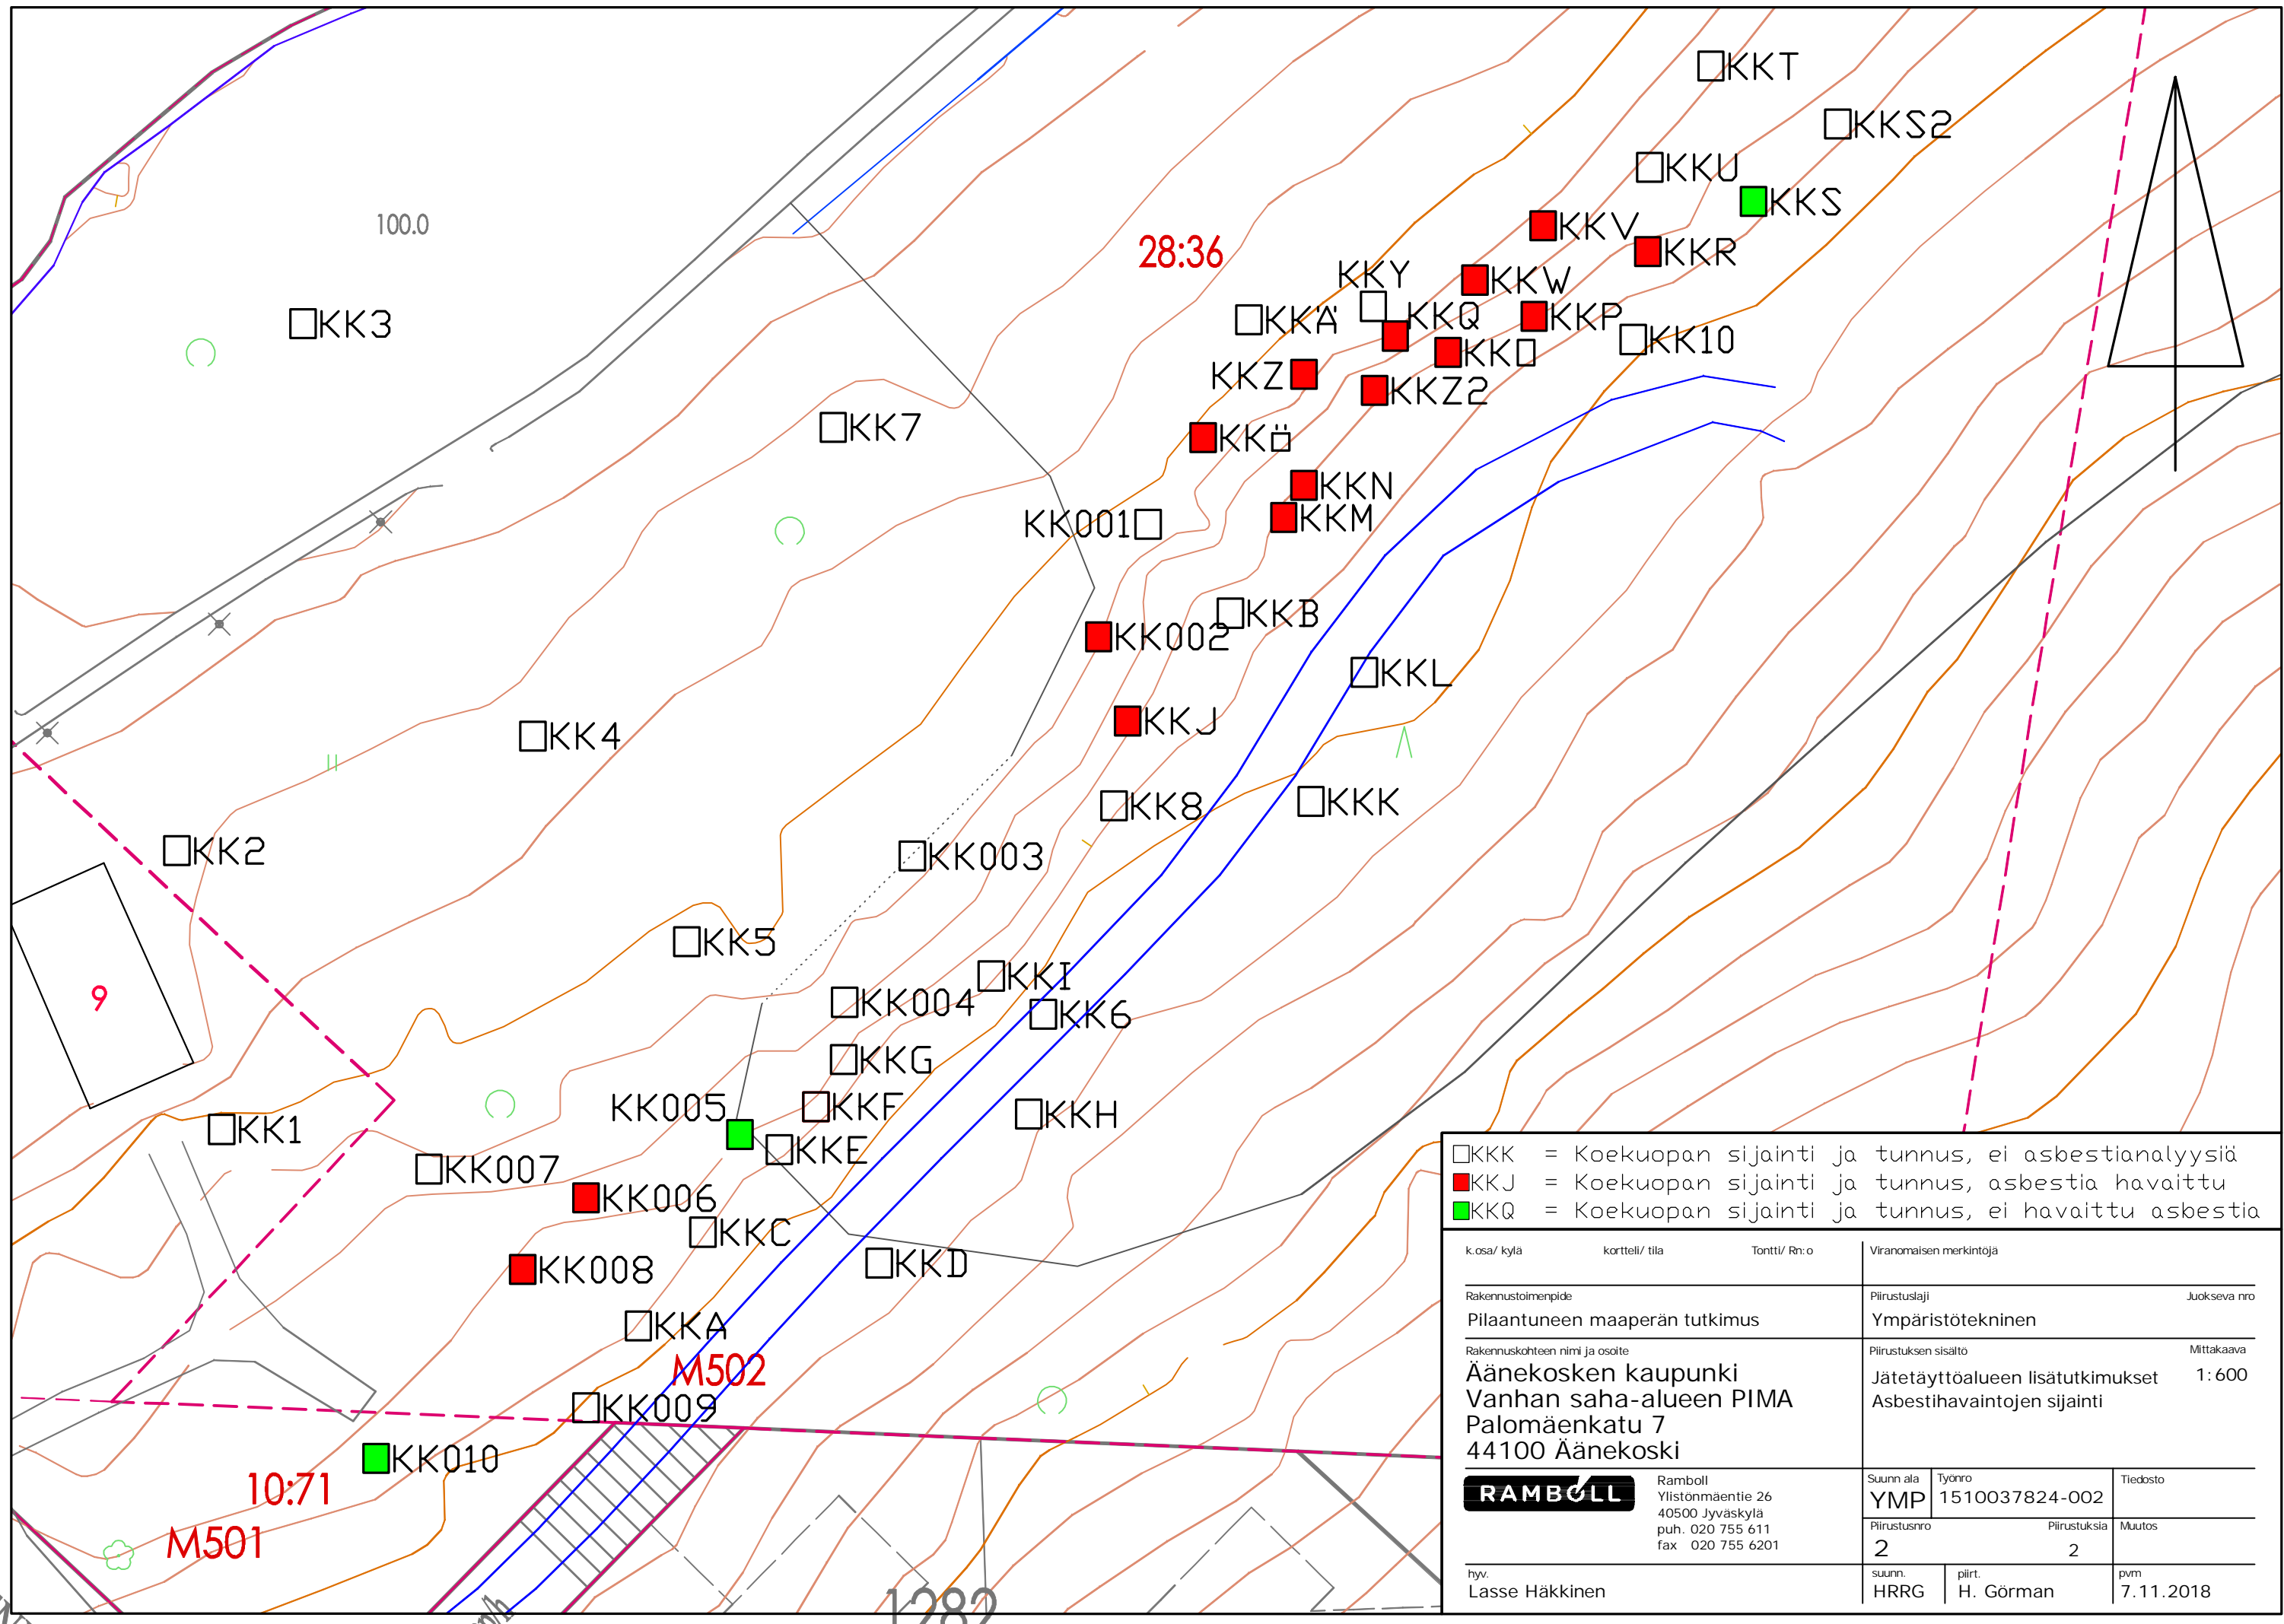 KKT
KKS2
KKU
KKS
100.0
28:36
KKV
KKR
KKY
KKW
KK3
KKÄ
KKQ
KKP
KK10
KKO
KKZ
KKZ2
KK7
KKÖ
KKN
KK001
KKM
KKB
KK002
KKL
KKJ
KK4
KKK
KK8
KK2
KK003
KK5
KKI
9
KK004
KK6
KKG
KK005
KKF
KKH
KK1
KKE
KK007
KK006
KKC
KKD
KK008
KKA
M502
KK009
KK010
10:71
M501
1282
KKK = Koekuopan sijainti ja tunnus, ei asbestianalyysiä
KKJ = Koekuopan sijainti ja tunnus, asbestia havaittu
KKQ = Koekuopan sijainti ja tunnus, ei havaittu asbestia
k.osa/ kylä kortteli/ tila Tontti/ Rn:o Viranomaisen merkintöjä
Rakennustoimenpide
Pilaantuneen maaperän tutkimus
Piirustuslaji Juokseva nro
Ympäristötekninen
Rakennuskohteen nimi ja osoite
Äänekosken kaupunki
Vanhan saha-alueen PIMA
Palomäenkatu 7
44100 Äänekoski
Piirustuksen sisältö Mittakaava
Jätetäyttöalueen lisätutkimukset 1:600
Asbestihavaintojen sijainti
RAMBOLL
Ramboll
Ylistönmäentie 26
40500 Jyväskylä
puh. 020 755 611
fax 020 755 6201
Suunn ala
YMP
Työnro
1510037824-002
Tiedosto
Piirustusnro
2
Piirustuksia
2
Muutos
hyv.
Lasse Häkkinen
suunn.
HRRG
piirt.
H. Görman
pvm
7.11.2018